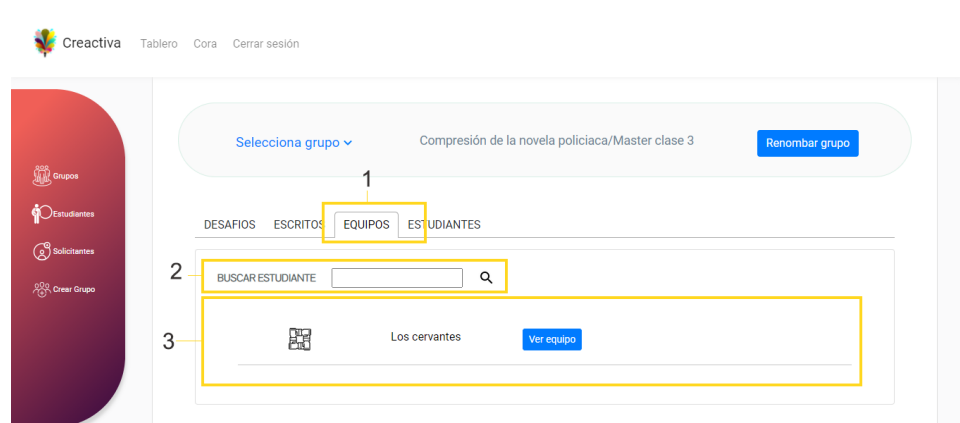 Creactiva Tablero Cora Cerrar sesión
Selecciona grupo Compresión de la novela policiaca/Master clase 3 Renombar grupo
Grupos
Estudiantes
Solicitantes
Crear Grupo
1
DESAFIOS ESCRITOS EQUIPOS ESTUDIANTES
2 BUSCAR ESTUDIANTE
3 Los cervantes Ver equipo